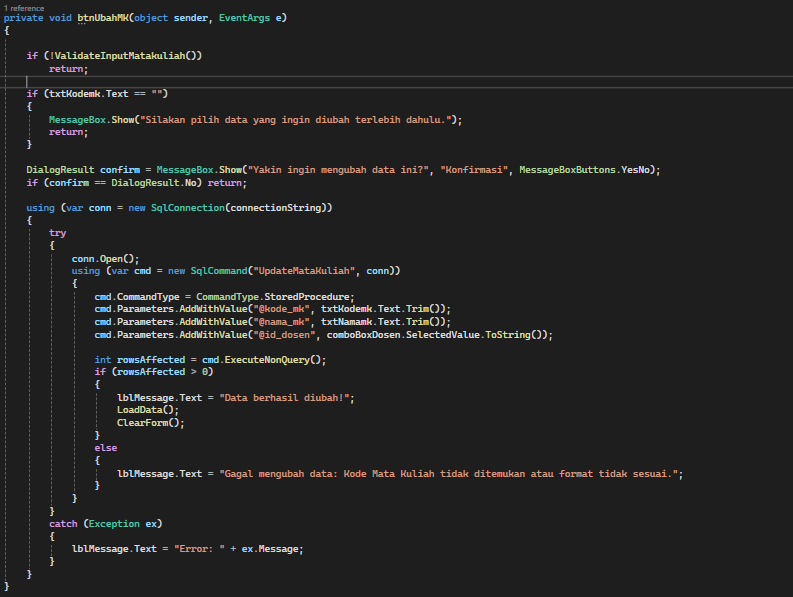 1 reference
private void btnUbahMK(object sender, EventArgs e)
{
if (!ValidateInputMatakuliah())
return;
if (txtKodemk.Text == "")
{
MessageBox.Show("Silakan pilih data yang ingin diubah terlebih dahulu.");
return;
}
DialogResult confirm = MessageBox.Show("Yakin ingin mengubah data ini?", "Konfirmasi", MessageBoxButtons.YesNo);
if (confirm == DialogResult.No) return;
using (var conn = new SqlConnection(connectionString))
{
try
{
conn.Open();
using (var cmd = new SqlCommand("UpdateMataKuliah", conn))
{
cmd.CommandType = CommandType.StoredProcedure;
cmd.Parameters.AddWithValue("@kode_mk", txtKodemk.Text.Trim());
cmd.Parameters.AddWithValue("@nama_mk", txtNamamk.Text.Trim());
cmd.Parameters.AddWithValue("@id_dosen", comboBoxDosen.SelectedValue.ToString());
int rowsAffected = cmd.ExecuteNonQuery();
if (rowsAffected > 0)
{
lblMessage.Text = "Data berhasil diubah!";
LoadData();
ClearForm();
}
else
{
lblMessage.Text = "Gagal mengubah data: Kode Mata Kuliah tidak ditemukan atau format tidak sesuai.";
}
}
}
catch (Exception ex)
{
lblMessage.Text = "Error: " + ex.Message;
}
}
}